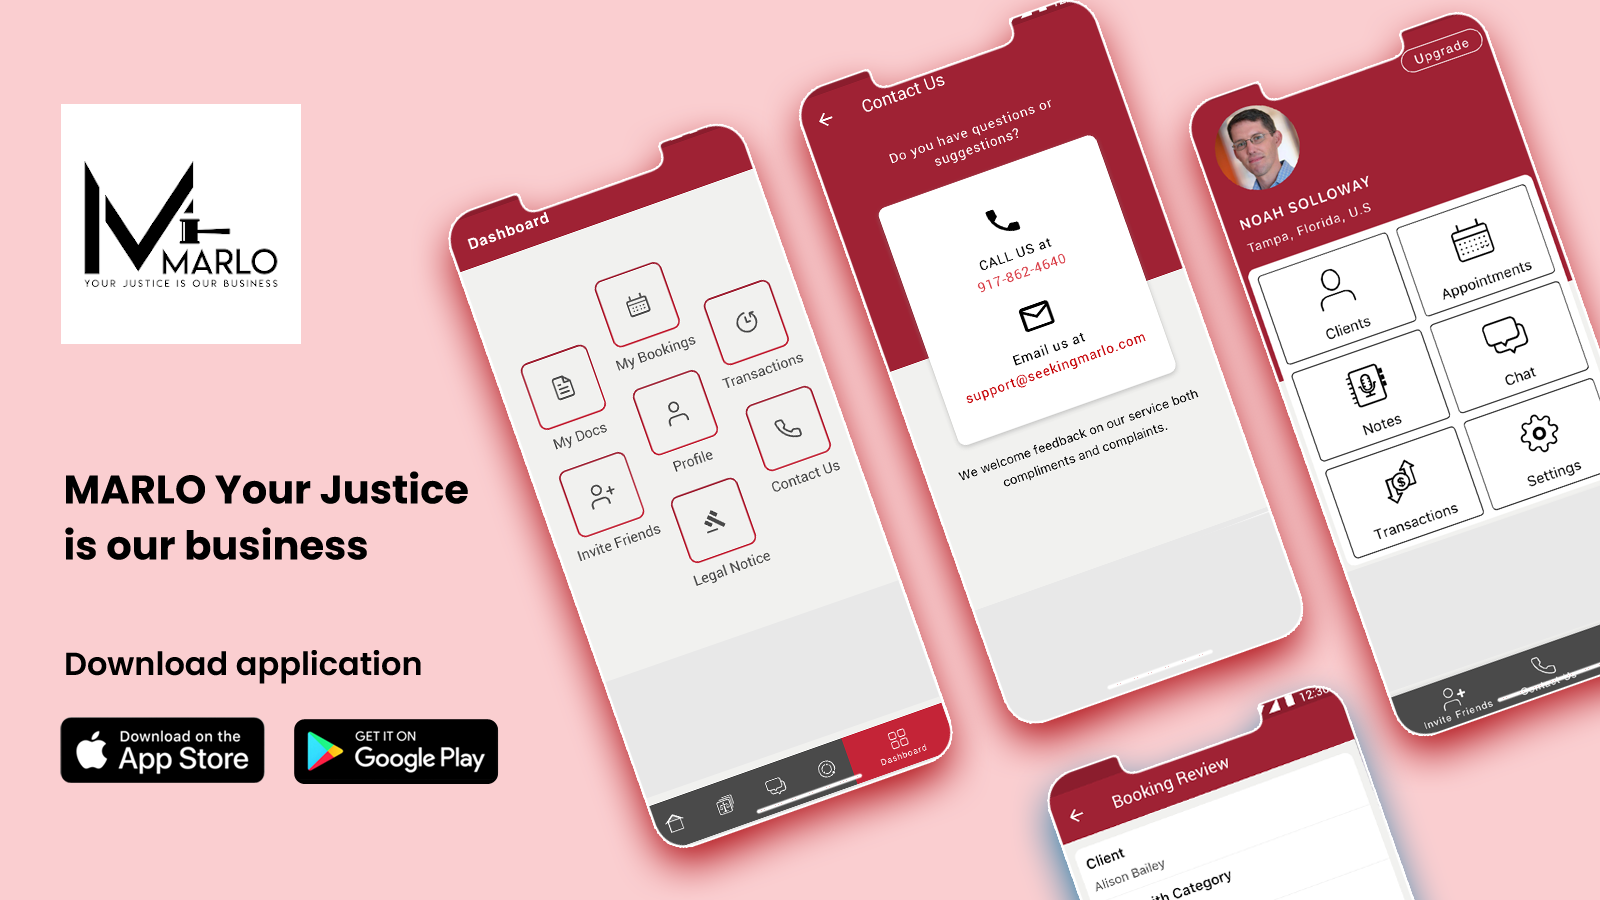 MARLO
YOUR JUSTICE IS OUR BUSINESS
MARLO Your Justice
is our business
Download application
Download on the
App Store
GET IT ON
Google Play
Dashboard
My Bookings
Transactions
My Docs
Profile
Contact Us
Invite Friends
Legal Notice
Dashboard
Contact Us
Do you have questions or
suggestions?
CALL US at
917-862-4640
Email us at
support@seekingmarlo.com
We welcome feedback on our service both
compliments and complaints.
Upgrade
NOAH SOLLOWAY
Tampa, Florida, U.S
Clients
Appointments
Notes
Chat
Transactions
Settings
Invite Friends
Contact Us
12:30
Booking Review
Client
Alison Bailey
ith Category